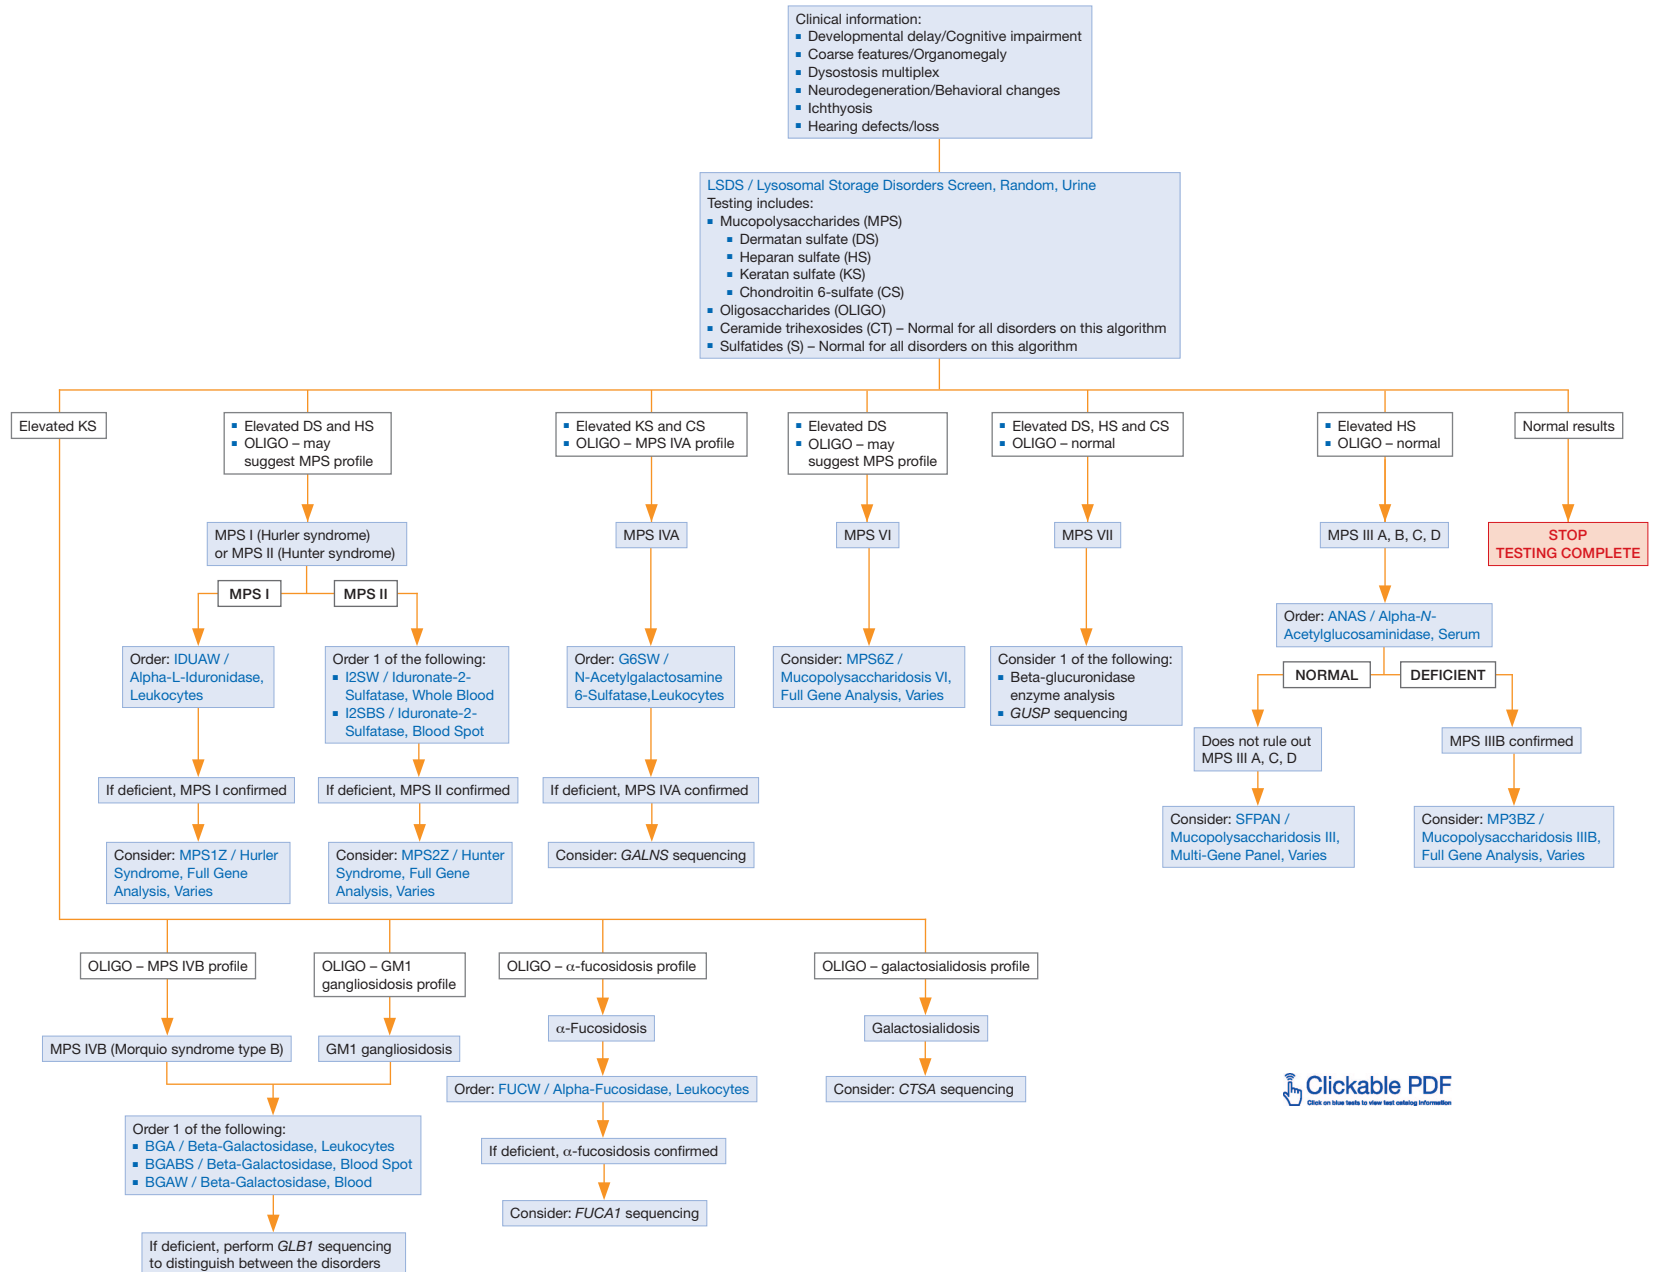 Clinical information:
▪ Developmental delay/Cognitive impairment
▪ Coarse features/Organomegaly
▪ Dysostosis multiplex
▪ Neurodegeneration/Behavioral changes
▪ Ichthyosis
▪ Hearing defects/loss
LSDS / Lysosomal Storage Disorders Screen, Random, Urine
Testing includes:
▪ Mucopolysaccharides (MPS)
▪ Dermatan sulfate (DS)
▪ Heparan sulfate (HS)
▪ Keratan sulfate (KS)
▪ Chondroitin 6-sulfate (CS)
▪ Oligosaccharides (OLIGO)
▪ Ceramide trihexosides (CT) – Normal for all disorders on this algorithm
▪ Sulfatides (S) – Normal for all disorders on this algorithm
Elevated KS
▪ Elevated DS and HS
▪ OLIGO – may
suggest MPS profile
▪ Elevated KS and CS
▪ OLIGO – MPS IVA profile
▪ Elevated DS
▪ OLIGO – may
suggest MPS profile
▪ Elevated DS, HS and CS
▪ OLIGO – normal
▪ Elevated HS
▪ OLIGO – normal
Normal results
MPS I (Hurler syndrome)
or MPS II (Hunter syndrome)
MPS IVA
MPS VI
MPS VII
MPS III A, B, C, D
STOP
TESTING COMPLETE
MPS I
MPS II
Order: ANAS / Alpha-N-
Acetylglucosaminidase, Serum
Order: IDUAW /
Alpha-L-Iduronidase,
Leukocytes
Order 1 of the following:
▪ I2SW / Iduronate-2-
Sulfatase, Whole Blood
▪ I2SBS / Iduronate-2-
Sulfatase, Blood Spot
Order: G6SW /
N-Acetylgalactosamine
6-Sulfatase,Leukocytes
Consider: MPS6Z /
Mucopolysaccharidosis VI,
Full Gene Analysis, Varies
Consider 1 of the following:
▪ Beta-glucuronidase
enzyme analysis
▪ GUSP sequencing
NORMAL
DEFICIENT
Does not rule out
MPS III A, C, D
MPS IIIB confirmed
If deficient, MPS I confirmed
If deficient, MPS II confirmed
If deficient, MPS IVA confirmed
Consider: SFPAN /
Mucopolysaccharidosis III,
Multi-Gene Panel, Varies
Consider: MP3BZ /
Mucopolysaccharidosis IIIB,
Full Gene Analysis, Varies
Consider: MPS1Z / Hurler
Syndrome, Full Gene
Analysis, Varies
Consider: MPS2Z / Hunter
Syndrome, Full Gene
Analysis, Varies
Consider: GALNS sequencing
OLIGO – MPS IVB profile
OLIGO – GM1
gangliosidosis profile
OLIGO – α-fucosidosis profile
OLIGO – galactosialidosis profile
MPS IVB (Morquio syndrome type B)
GM1 gangliosidosis
α-Fucosidosis
Galactosialidosis
Order: FUCW / Alpha-Fucosidase, Leukocytes
Consider: CTSA sequencing
Order 1 of the following:
▪ BGA / Beta-Galactosidase, Leukocytes
▪ BGABS / Beta-Galactosidase, Blood Spot
▪ BGAW / Beta-Galactosidase, Blood
If deficient, α-fucosidosis confirmed
Consider: FUCA1 sequencing
If deficient, perform GLB1 sequencing
to distinguish between the disorders
Clickable PDF
Click on blue tests to view test catalog information